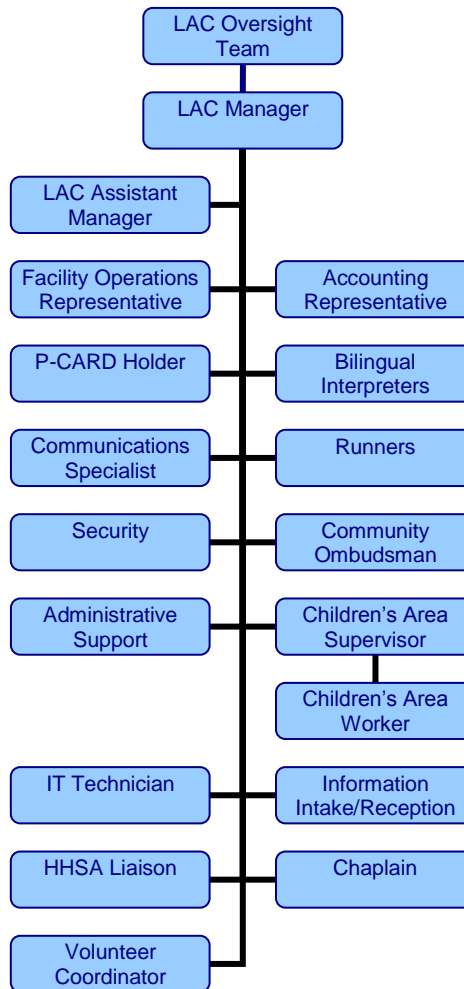 LAC Oversight
Team
LAC Manager
LAC Assistant
Manager
Facility Operations
Representative
Accounting
Representative
P-CARD Holder
Bilingual
Interpreters
Communications
Specialist
Runners
Security
Community
Ombudsman
Administrative
Support
Children's Area
Supervisor
Children's Area
Worker
IT Technician
Information
Intake/Reception
HHSA Liaison
Chaplain
Volunteer
Coordinator